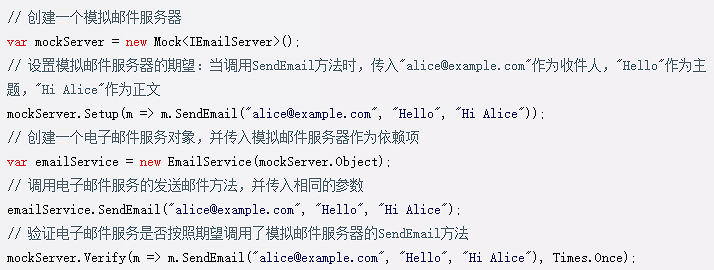 // 创建一个模拟邮件服务器
var mockServer = new Mock<IEmailServer>();
// 设置模拟邮件服务器的期望：当调用SendEmail方法时，传入"alice@example.com"作为收件人，"Hello"作为主
题，"Hi Alice"作为正文
mockServer.Setup(m => m.SendEmail("alice@example.com", "Hello", "Hi Alice"));
// 创建一个电子邮件服务对象，并传入模拟邮件服务器作为依赖项
var emailService = new EmailService(mockServer.Object);
// 调用电子邮件服务的发送邮件方法，并传入相同的参数
emailService.SendEmail("alice@example.com", "Hello", "Hi Alice");
// 验证电子邮件服务是否按照期望调用了模拟邮件服务器的SendEmail方法
mockServer.Verify(m => m.SendEmail("alice@example.com", "Hello", "Hi Alice"), Times.Once);